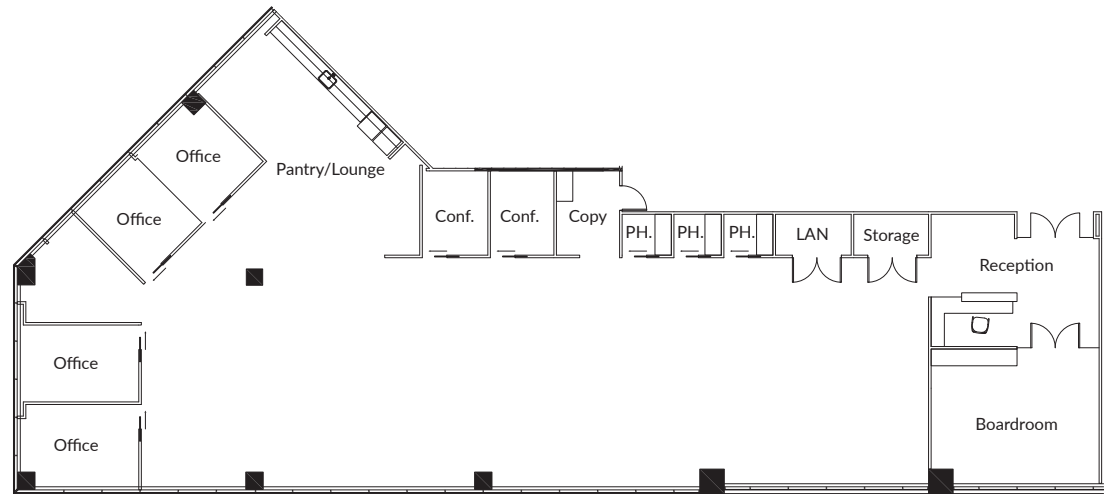 Office
Pantry/Lounge
Office
Conf.
Conf.
Copy
PH.
PH.
PH.
LAN
Storage
Reception
Office
Boardroom
Office